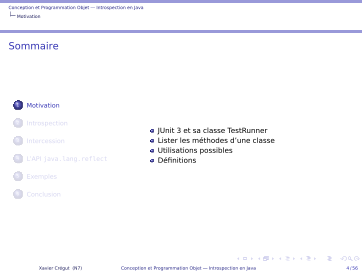 Conception et Programmation Objet — Introspection en Java
Motivation
Sommaire
1 Motivation
2 Introspection
3 Intercession
4 L'API java.lang.reflect
5 Exemples
6 Conclusion
JUnit 3 et sa classe TestRunner
Lister les méthodes d'une classe
Utilisations possibles
Définitions
Xavier Crégut (N7) Conception et Programmation Objet — Introspection en Java 4 / 56